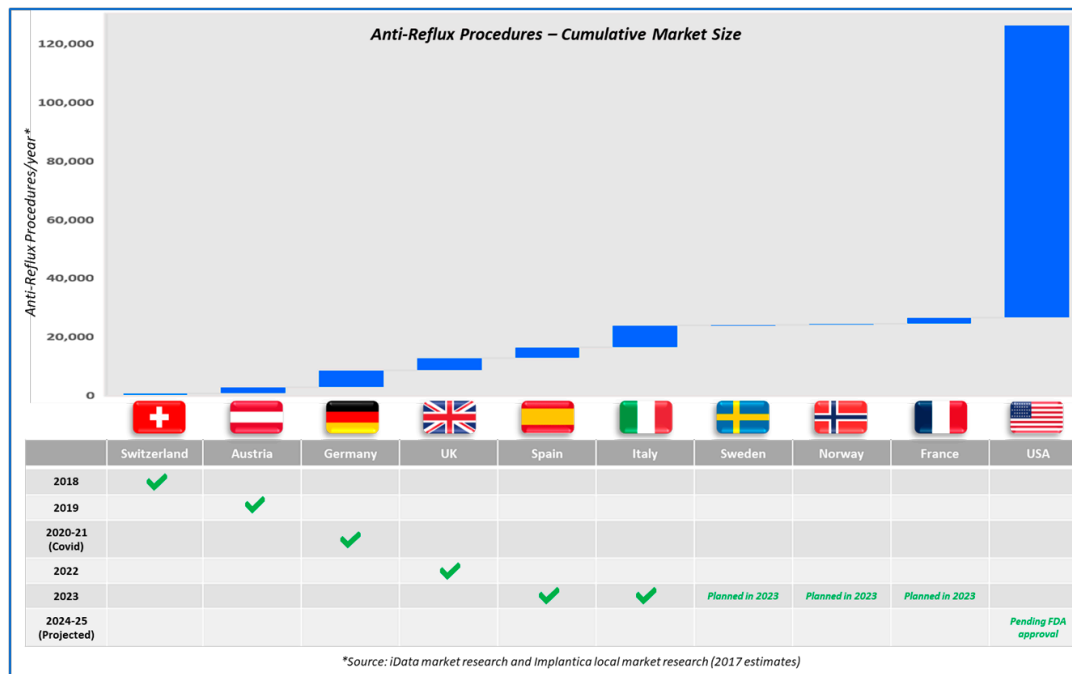 Anti-Reflux Procedures – Cumulative Market Size
Anti-Reflux Procedures/year*
120,000
100,000
80,000
60,000
40,000
20,000
0
Switzerland Austria Germany UK Spain Italy Sweden Norway France USA
2018
2019
2020-21
(Covid)
2022
2023 Planned in 2023 Planned in 2023 Planned in 2023
2024-25
(Projected)
Pending FDA
approval
*Source: iData market research and Implantica local market research (2017 estimates)